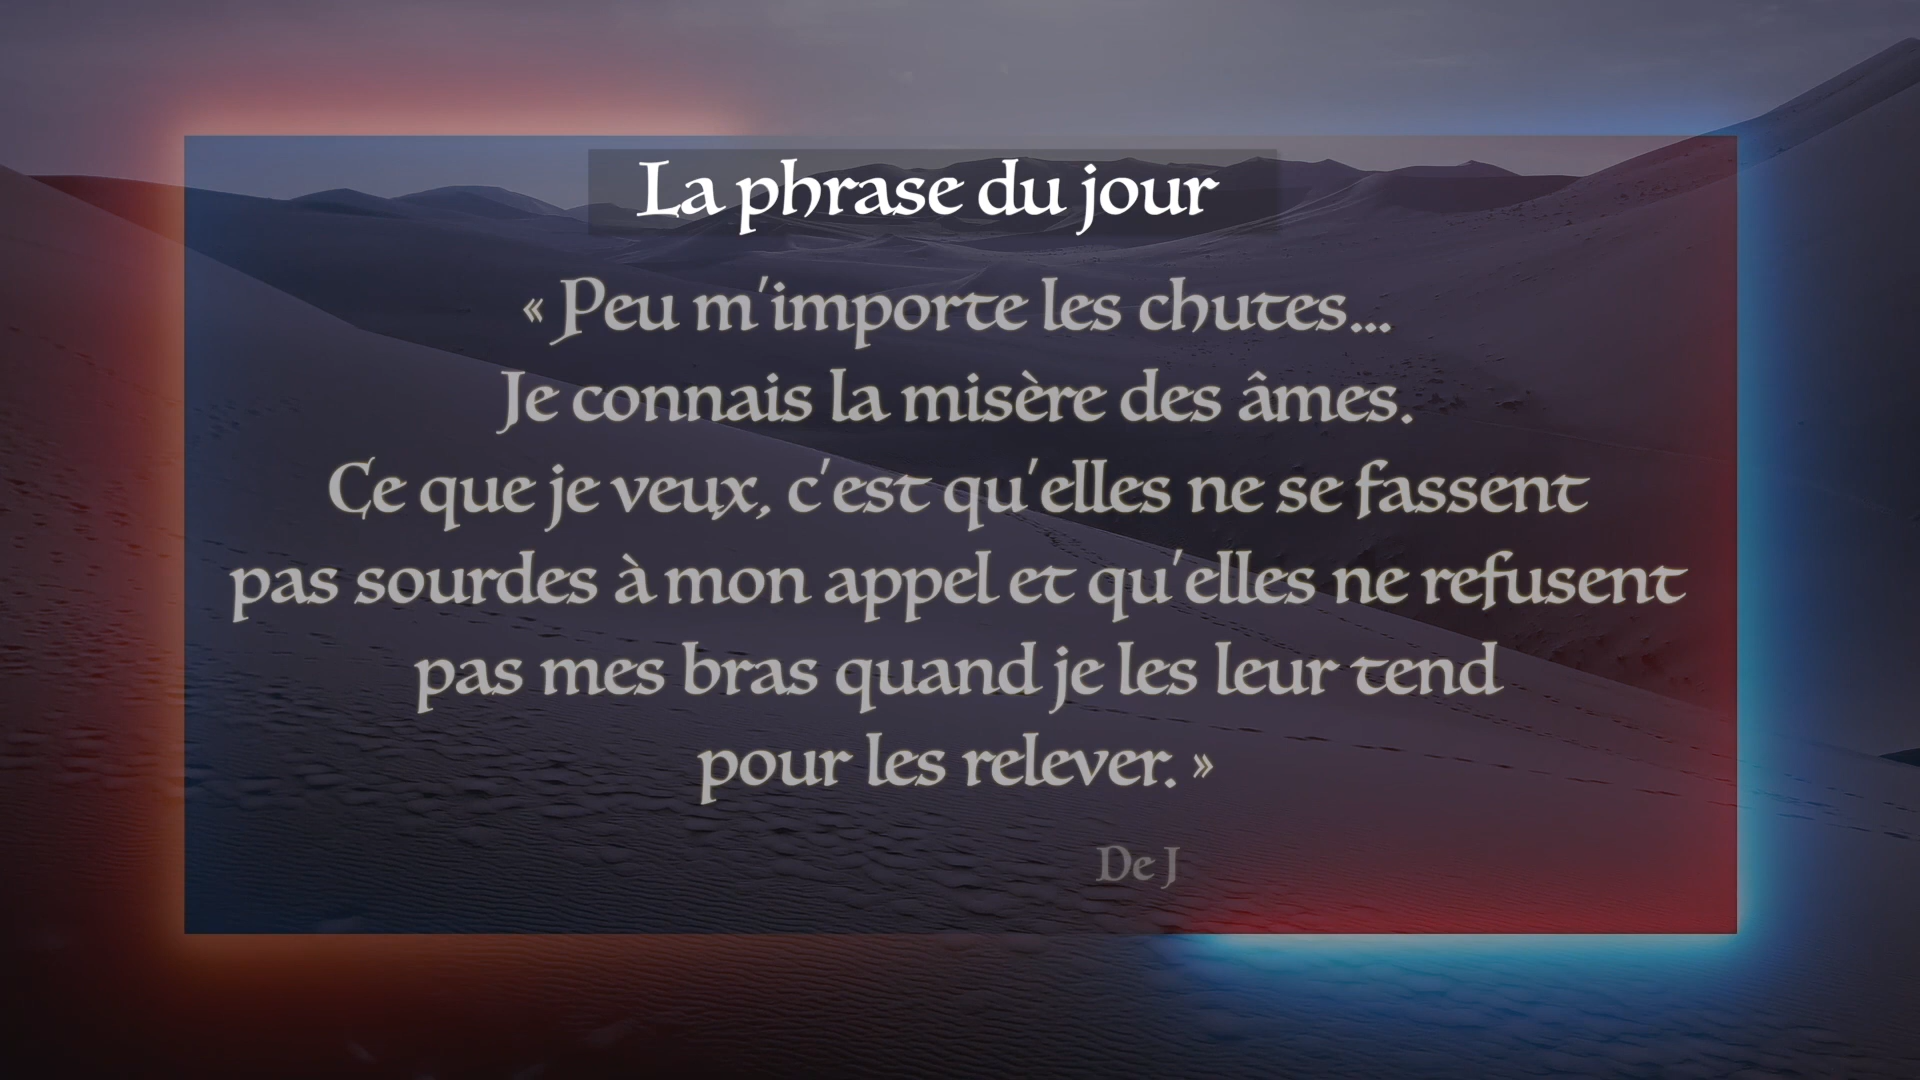 La phrase du jour
« Peu m'importe les chutes...
Je connais la misère des âmes.
Ce que je veux, c'est qu'elles ne se fassent
pas sourdes à mon appel et qu'elles ne refusent
pas mes bras quand je les leur tend
pour les relever. »
De J